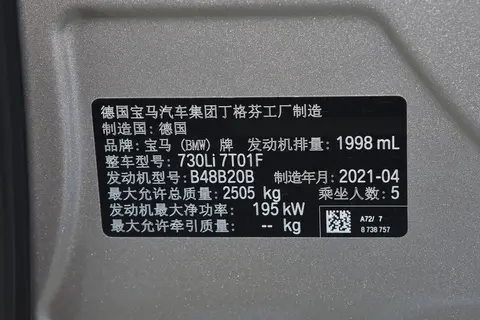 德国宝马汽车集团丁格芬工厂制造
制造国: 德国
品牌: 宝马 (BMW) 牌 发动机排量: 1998 mL
整车型号: 730Li 7T01F
发动机型号: B48B20B 制造年月: 2021-04
最大允许总质量: 2505 kg 乘坐人数: 5
发动机最大净功率: 195 kW
最大允许牵引质量: -- kg
A72/ 7
8 738 757